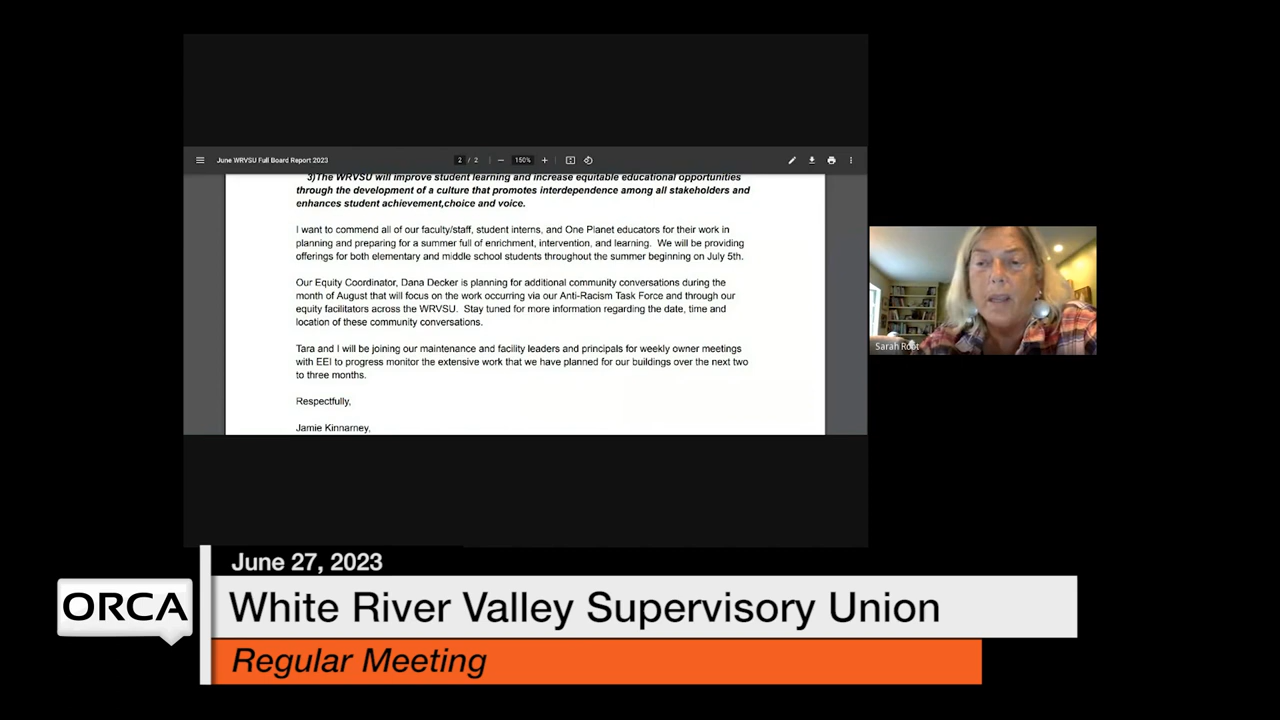 June WRVSU Full Board Report 2023
2 / 2
150%
3)The WRVSU will improve student learning and increase equitable educational opportunities
through the development of a culture that promotes interdependence among all stakeholders and
enhances student achievement,choice and voice.
I want to commend all of our faculty/staff, student interns, and One Planet educators for their work in
planning and preparing for a summer full of enrichment, intervention, and learning. We will be providing
offerings for both elementary and middle school students throughout the summer beginning on July 5th.
Our Equity Coordinator, Dana Decker is planning for additional community conversations during the
month of August that will focus on the work occurring via our Anti-Racism Task Force and through our
equity facilitators across the WRVSU. Stay tuned for more information regarding the date, time and
location of these community conversations.
Tara and I will be joining our maintenance and facility leaders and principals for weekly owner meetings
with EEI to progress monitor the extensive work that we have planned for our buildings over the next two
to three months.
Respectfully,
Jamie Kinnarney,
Sarah Root
June 27, 2023
ORCA
White River Valley Supervisory Union
Regular Meeting